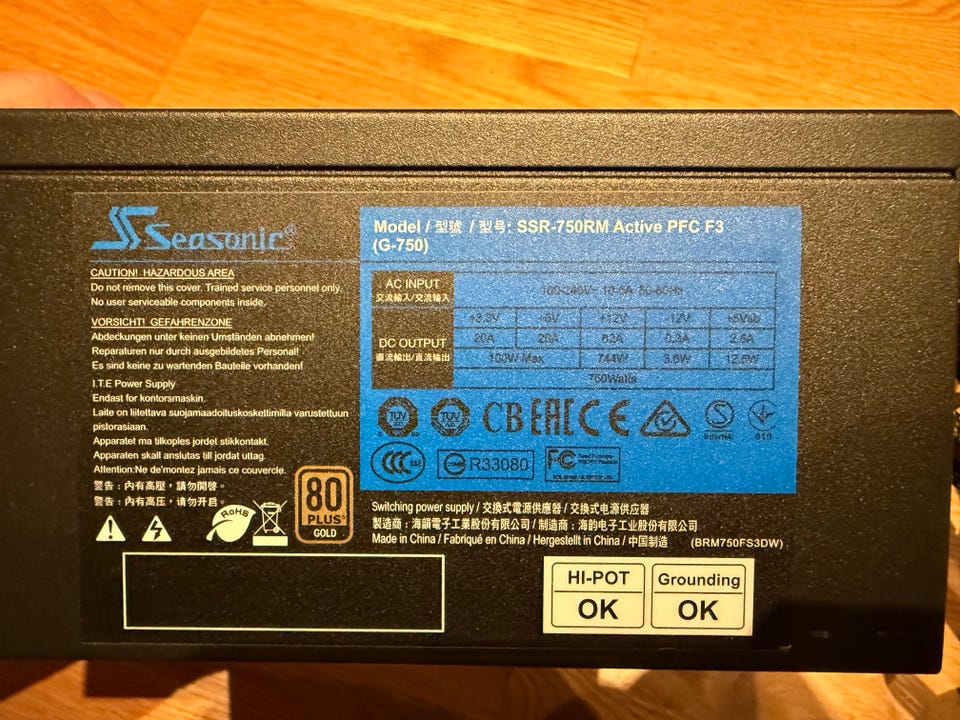 Seasonic®
CAUTION! HAZARDOUS AREA
Do not remove this cover. Trained service personnel only.
No user serviceable components inside.
VORSICHT! GEFAHRENZONE
Abdeckungen unter keinen Umständen abnehmen!
Reparaturen nur durch ausgebildetes Personal!
Es sind keine zu wartenden Bauteile vorhanden!
I.T.E Power Supply
Endast for kontorsmaskin.
Laite on liitettava suojamaadoituskoskettimilla varustettuun
pistorasiaan.
Apparatet ma tilkoples jordet stikkontakt.
Apparaten skall anslutas till jordat uttag.
Attention:Ne de'montez jamais ce couvercle.
警告：內有高壓，請勿開啓。
警告：内有高压，请勿开启。
RoHS
80
PLUS®
GOLD
Model / 型號 / 型号: SSR-750RM Active PFC F3
(G-750)
AC INPUT 100-240V~ 10-5A 50-60Hz
交流輸入/交流输入
DC OUTPUT
直流輸出/直流输出
+3.3V +5V +12V -12V +5Vsb
20A 20A 62A 0.3A 2.5A
100W Max 744W 3.6W 12.5W
750Watts
TÜV TÜV CB EAC CE Intertek
CCC R33080 FC
Switching power supply / 交換式電源供應器 / 交换式电源供应器
製造商：海韻電子工業股份有限公司 / 制造商：海韵电子工业股份有限公司
Made in China / Fabriqué en China / Hergestellt in China / 中国制造 (BRM750FS3DW)
HI-POT
OK
Grounding
OK